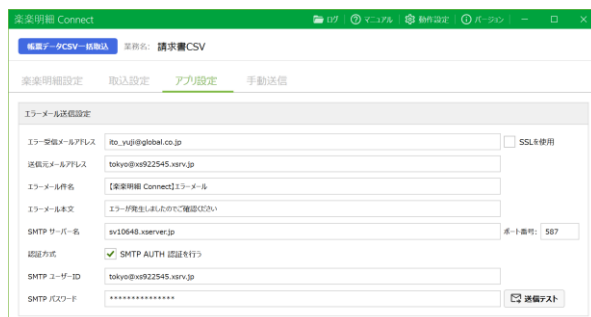 楽楽明細 Connect
ログ マニュアル 動作設定 バージョン
帳票データCSV一括取込 業務名: 請求書CSV
楽楽明細設定 取込設定 アプリ設定 手動送信
エラーメール送信設定
エラー受信メールアドレス ito_yuji@global.co.jp SSLを使用
送信元メールアドレス tokyo@xs922545.xsrv.jp
エラーメール件名 【楽楽明細 Connect】エラーメール
エラーメール本文 エラーが発生しましたのでご確認ください
SMTP サーバー名 sv10648.xserver.jp ポート番号: 587
認証方式 SMTP AUTH 認証を行う
SMTP ユーザーID tokyo@xs922545.xsrv.jp
SMTP パスワード *************** 送信テスト